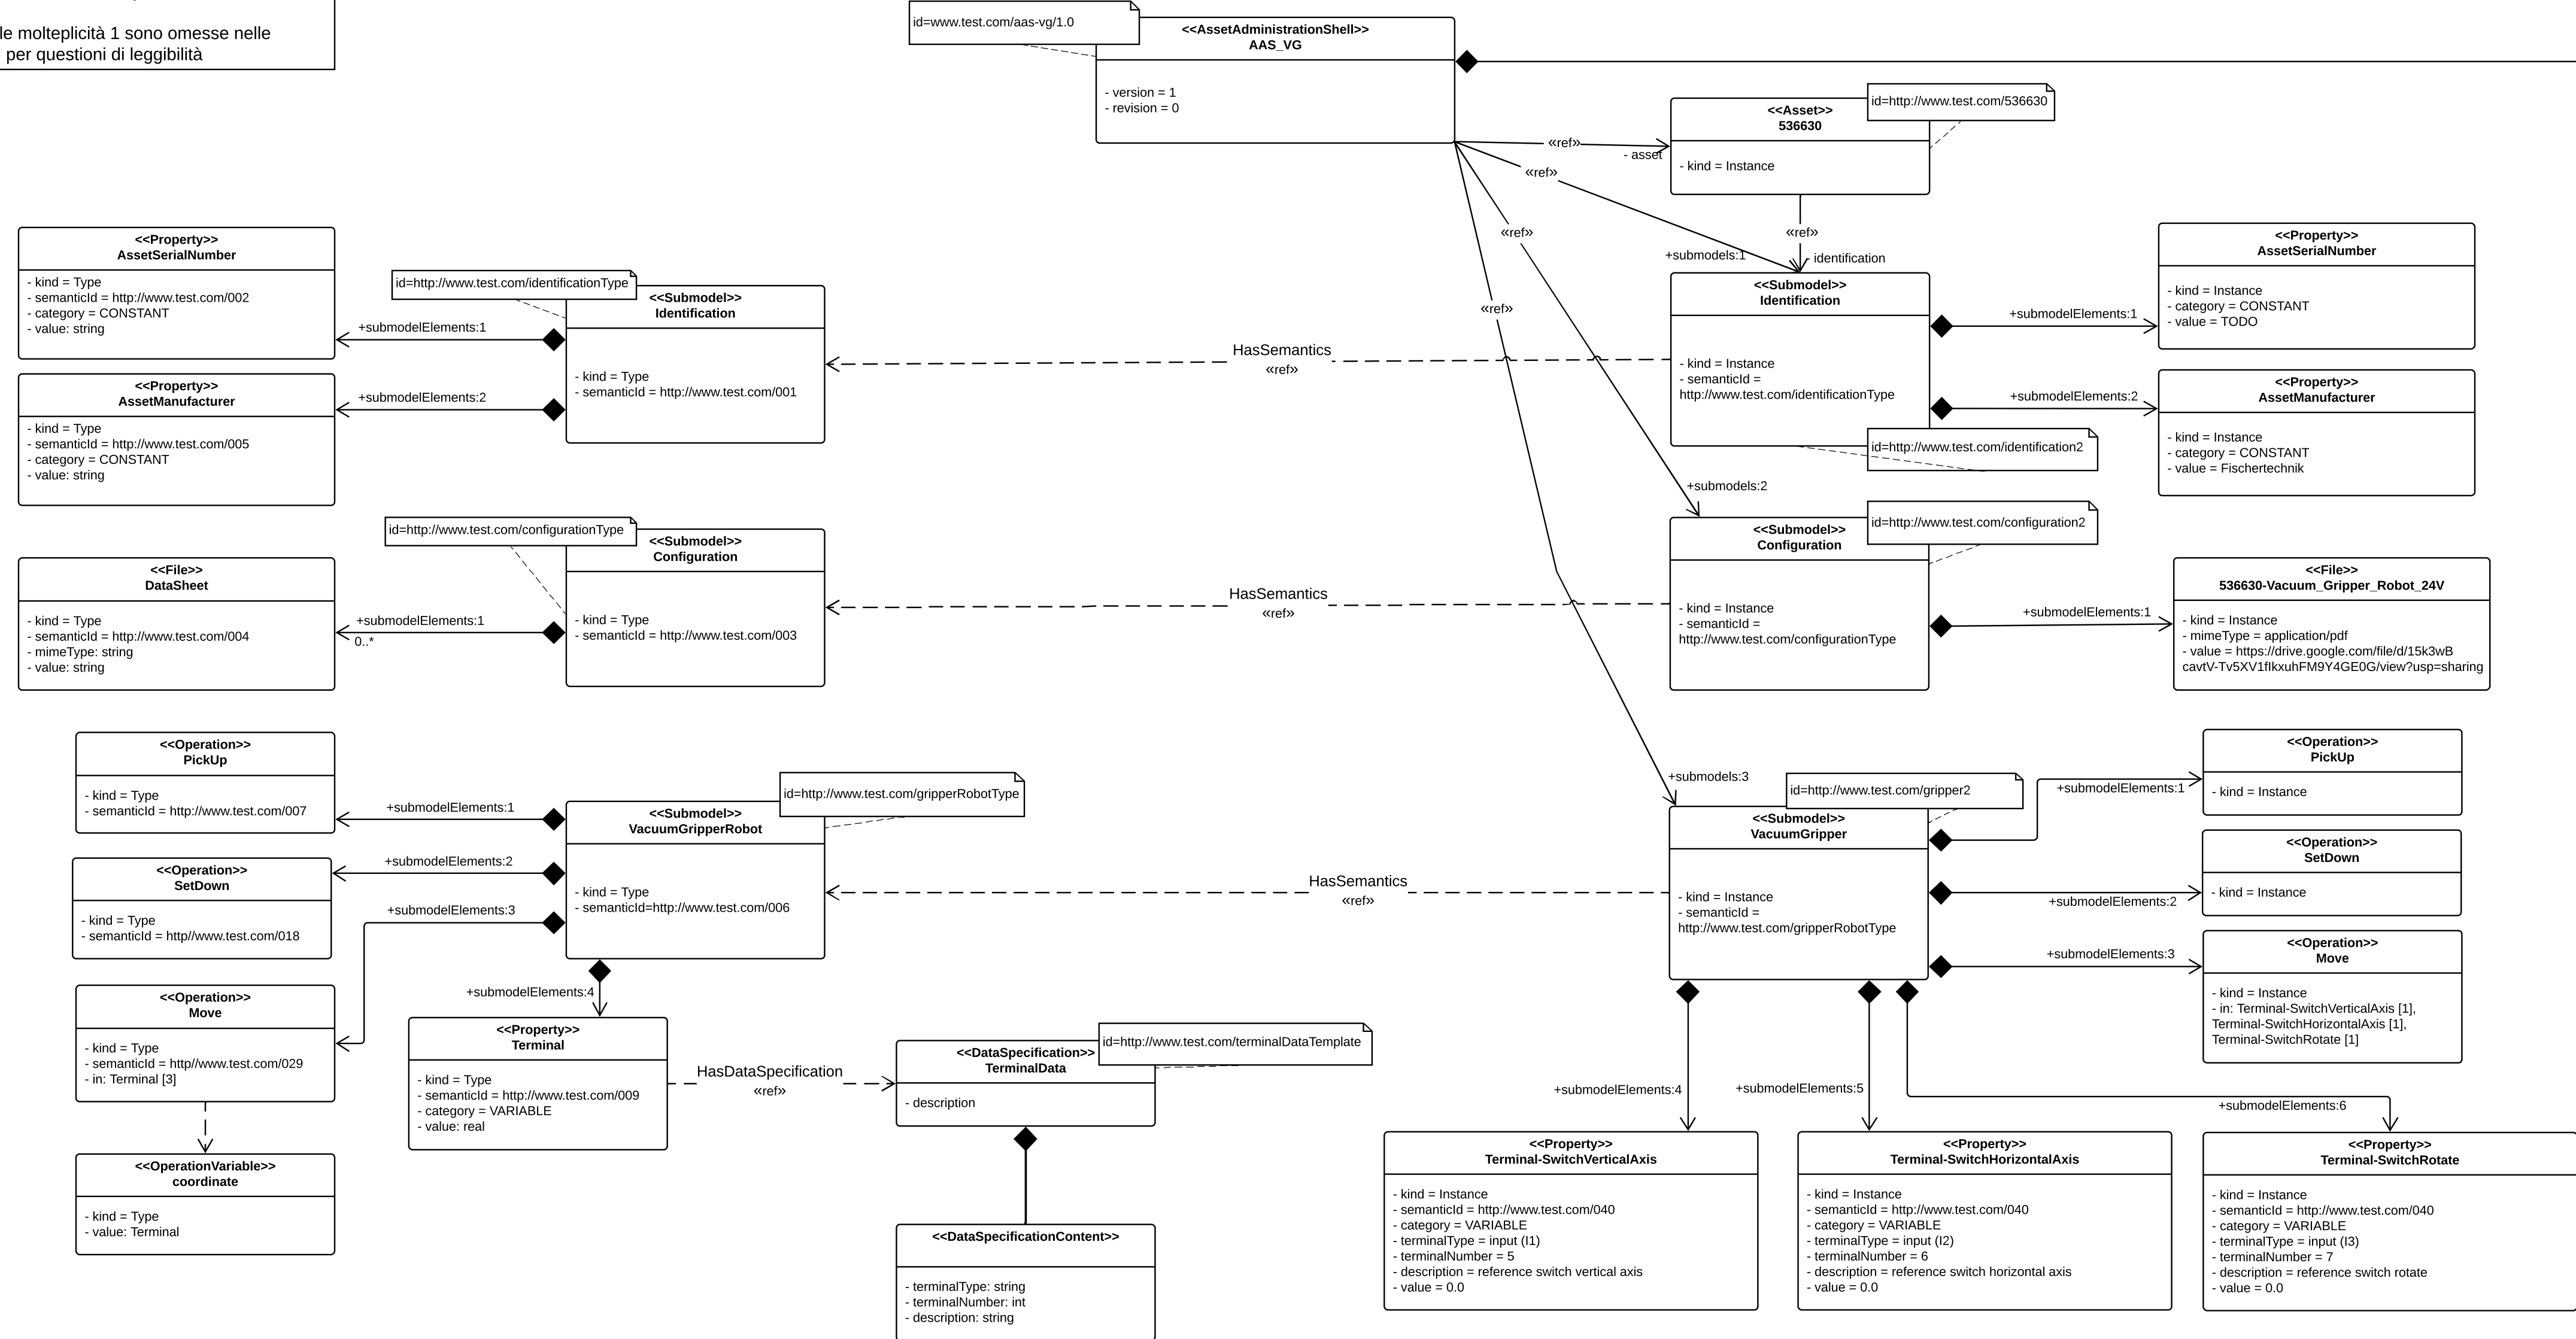 le molteplicità 1 sono omesse nelle
per questioni di leggibilità
id=www.test.com/aas-vg/1.0
<<AssetAdministrationShell>>
AAS_VG
- version = 1
- revision = 0
<<Asset>>
536630
- kind = Instance
id=http://www.test.com/536630
«ref»
- asset
«ref»
«ref»
«ref»
«ref»
+submodels:1
- identification
<<Property>>
AssetSerialNumber
- kind = Type
- semanticId = http://www.test.com/002
- category = CONSTANT
- value: string
+submodelElements:1
id=http://www.test.com/identificationType
<<Submodel>>
Identification
- kind = Type
- semanticId = http://www.test.com/001
<<Property>>
AssetManufacturer
- kind = Type
- semanticId = http://www.test.com/005
- category = CONSTANT
- value: string
+submodelElements:2
HasSemantics
«ref»
<<Submodel>>
Identification
- kind = Instance
- semanticId =
http://www.test.com/identificationType
id=http://www.test.com/identification2
+submodelElements:1
<<Property>>
AssetSerialNumber
- kind = Instance
- category = CONSTANT
- value = TODO
+submodelElements:2
<<Property>>
AssetManufacturer
- kind = Instance
- category = CONSTANT
- value = Fischertechnik
<<File>>
DataSheet
- kind = Type
- semanticId = http://www.test.com/004
- mimeType: string
- value: string
+submodelElements:1
0..*
id=http://www.test.com/configurationType
<<Submodel>>
Configuration
- kind = Type
- semanticId = http://www.test.com/003
HasSemantics
«ref»
+submodels:2
<<Submodel>>
Configuration
- kind = Instance
- semanticId =
http://www.test.com/configurationType
id=http://www.test.com/configuration2
+submodelElements:1
<<File>>
536630-Vacuum_Gripper_Robot_24V
- kind = Instance
- mimeType = application/pdf
- value = https://drive.google.com/file/d/15k3wB
cavtV-Tv5XV1fIkxuhFM9Y4GE0G/view?usp=sharing
<<Operation>>
PickUp
- kind = Type
- semanticId = http://www.test.com/007
+submodelElements:1
<<Operation>>
SetDown
- kind = Type
- semanticId = http//www.test.com/018
+submodelElements:2
<<Operation>>
Move
- kind = Type
- semanticId = http//www.test.com/029
- in: Terminal [3]
+submodelElements:3
<<OperationVariable>>
coordinate
- kind = Type
- value: Terminal
id=http://www.test.com/gripperRobotType
<<Submodel>>
VacuumGripperRobot
- kind = Type
- semanticId=http://www.test.com/006
+submodelElements:4
<<Property>>
Terminal
- kind = Type
- semanticId = http://www.test.com/009
- category = VARIABLE
- value: real
HasDataSpecification
«ref»
id=http://www.test.com/terminalDataTemplate
<<DataSpecification>>
TerminalData
- description
<<DataSpecificationContent>>
- terminalType: string
- terminalNumber: int
- description: string
HasSemantics
«ref»
+submodels:3
id=http://www.test.com/gripper2
<<Submodel>>
VacuumGripper
- kind = Instance
- semanticId =
http://www.test.com/gripperRobotType
+submodelElements:1
<<Operation>>
PickUp
- kind = Instance
+submodelElements:2
<<Operation>>
SetDown
- kind = Instance
+submodelElements:3
<<Operation>>
Move
- kind = Instance
- in: Terminal-SwitchVerticalAxis [1],
Terminal-SwitchHorizontalAxis [1],
Terminal-SwitchRotate [1]
+submodelElements:4
<<Property>>
Terminal-SwitchVerticalAxis
- kind = Instance
- semanticId = http://www.test.com/040
- category = VARIABLE
- terminalType = input (I1)
- terminalNumber = 5
- description = reference switch vertical axis
- value = 0.0
+submodelElements:5
<<Property>>
Terminal-SwitchHorizontalAxis
- kind = Instance
- semanticId = http://www.test.com/040
- category = VARIABLE
- terminalType = input (I2)
- terminalNumber = 6
- description = reference switch horizontal axis
- value = 0.0
+submodelElements:6
<<Property>>
Terminal-SwitchRotate
- kind = Instance
- semanticId = http://www.test.com/040
- category = VARIABLE
- terminalType = input (I3)
- terminalNumber = 7
- description = reference switch rotate
- value = 0.0